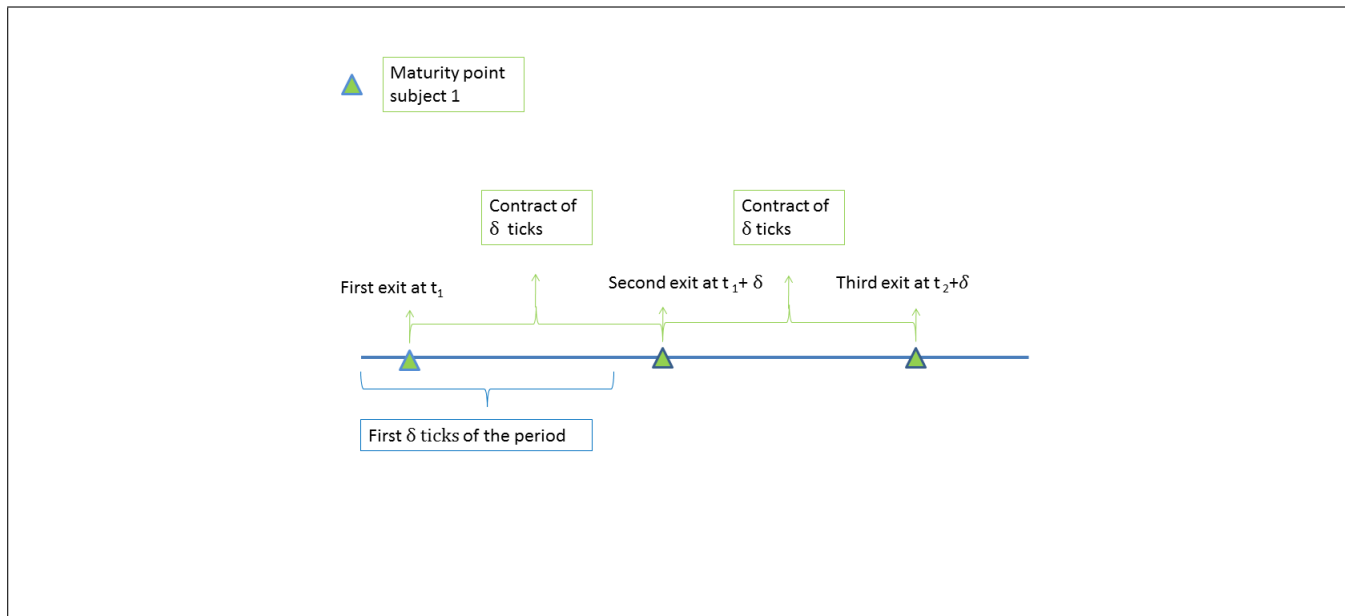 Maturity point
subject 1
Contract of
δ ticks
Contract of
δ ticks
First exit at t₁
Second exit at t₁+ δ
Third exit at t₂+δ
First δ ticks of the period